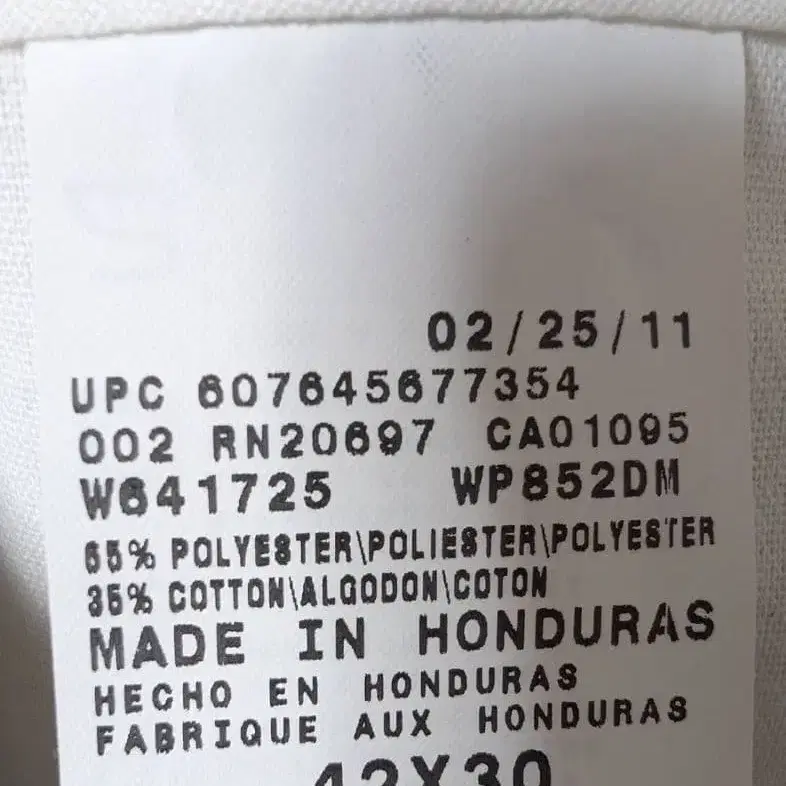 02/25/11
UPC 607645677354
002 RN20697 CA01095
W641725 WP852DM
65% POLYESTER\POLIESTER\POLYESTER
35% COTTON\ALGODON\COTON
MADE IN HONDURAS
HECHO EN HONDURAS
FABRIQUE AUX HONDURAS
42X30